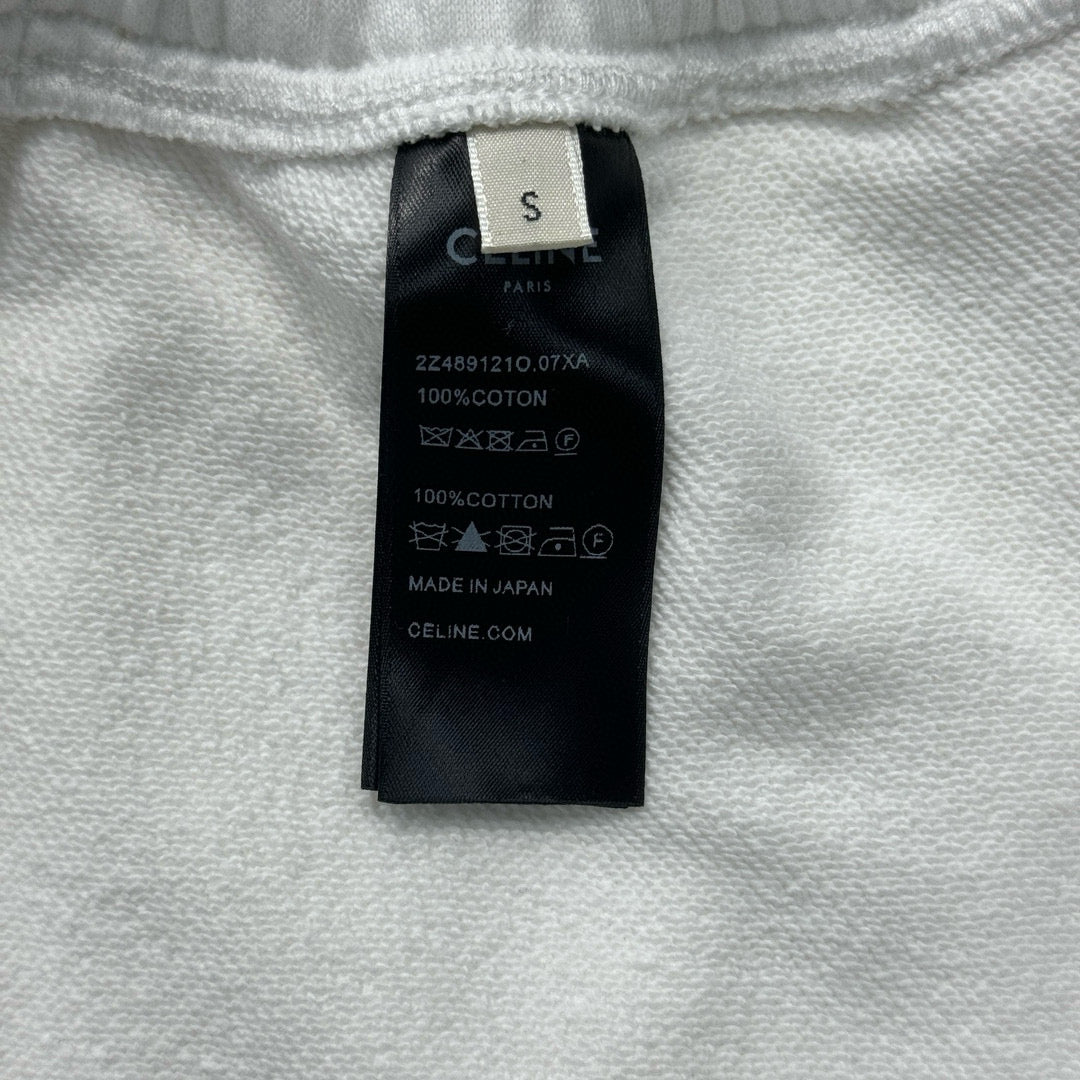 S
CELINE
PARIS
2Z489121O.07XA
100%COTON
F
100%COTTON
F
MADE IN JAPAN
CELINE.COM